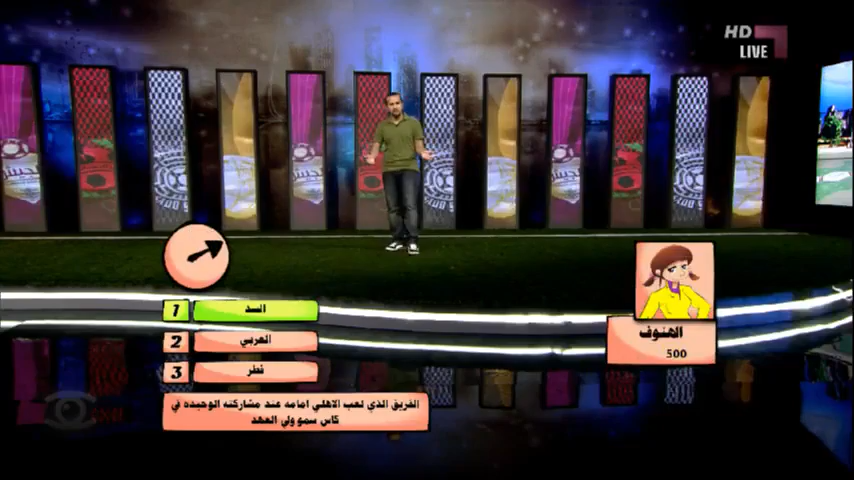 HD
LIVE
1 السد
2 العربي
3 قطر
الفريق الذي لعب الاهلي امامه عند مشاركته الوحيده في
كاس سمو ولي العهد
الهنوف
500